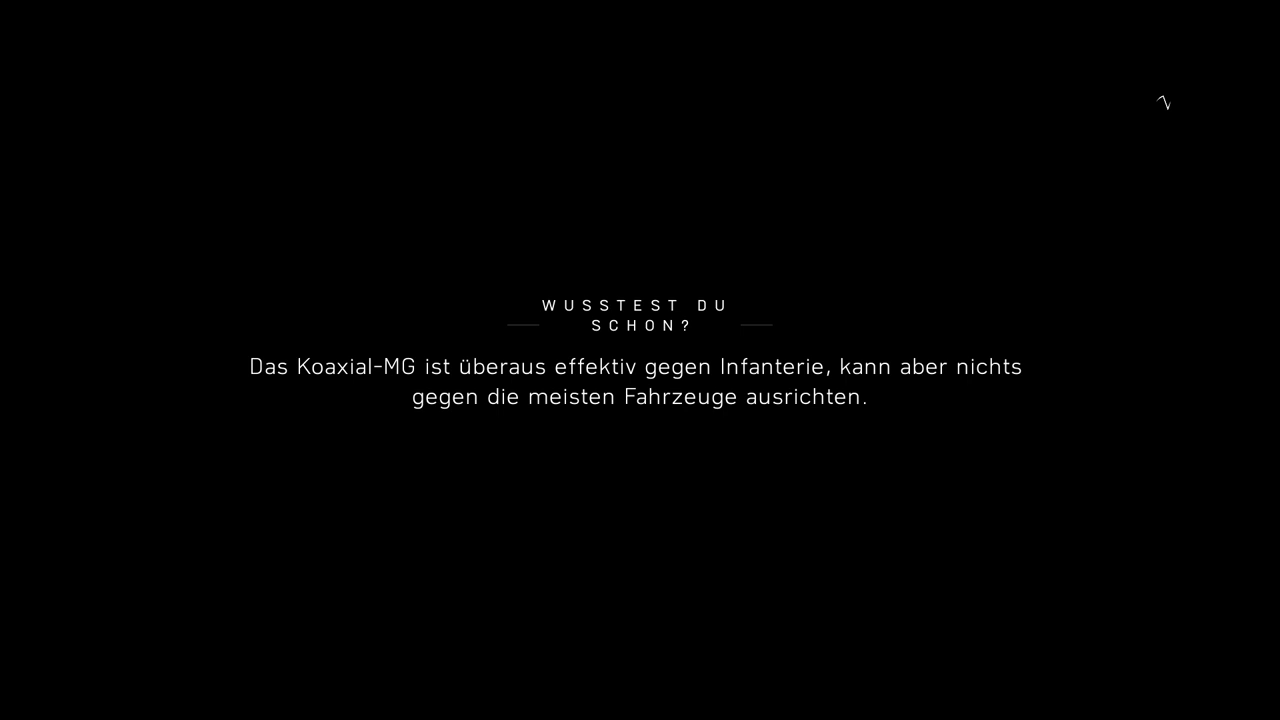 WUSSTEST DU
SCHON?
Das Koaxial-MG ist überaus effektiv gegen Infanterie, kann aber nichts
gegen die meisten Fahrzeuge ausrichten.